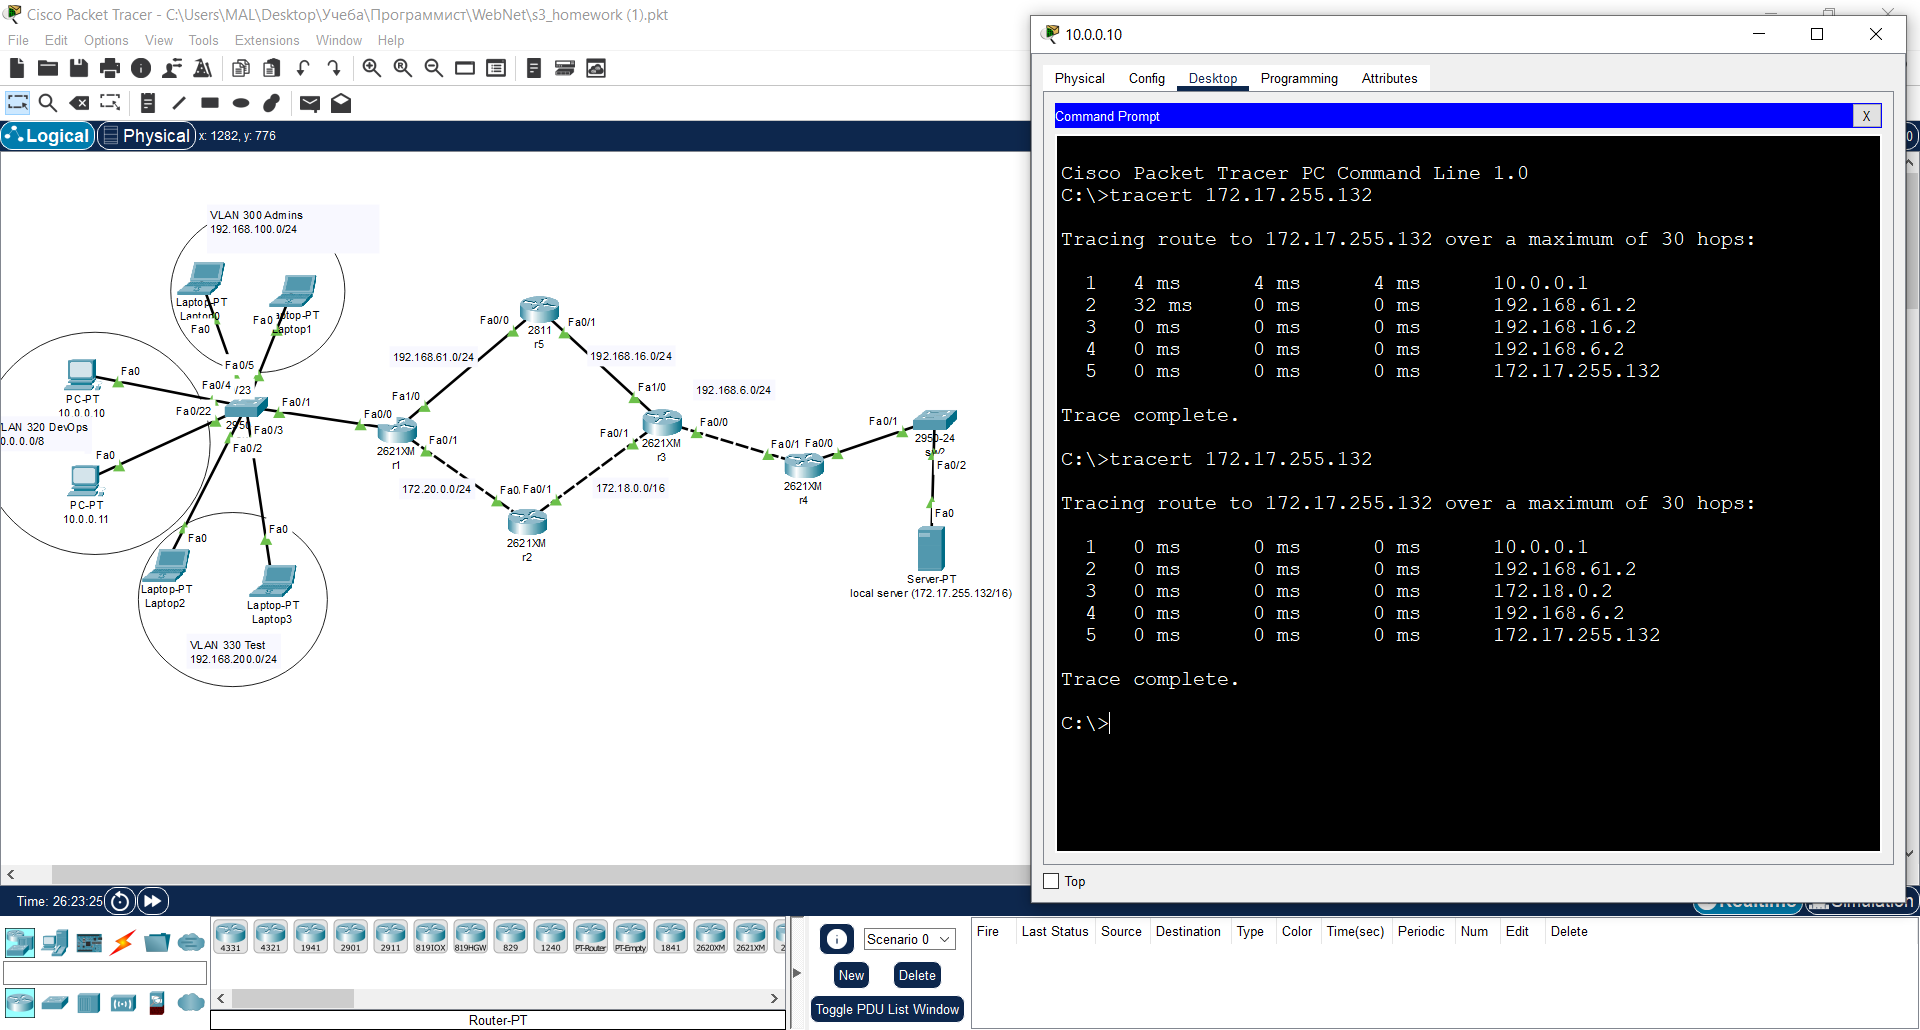 Cisco Packet Tracer - C:\Users\MAL\Desktop\Учеба\Программист\WebNet\s3_homework (1).pkt
File Edit Options View Tools Extensions Window Help
Logical Physical x: 1282, y: 776
VLAN 300 Admins
192.168.100.0/24
Laptop-PT
Fa0
Fa0
Laptop1
Fa0/5
Fa0/4
/23
Fa0
PC-PT
10.0.0.10
Fa0/22
Fa0/1
Fa0/3
Fa0/2
LAN 320 DevOps
0.0.0.0/8
Fa0
PC-PT
10.0.0.11
Fa0
Laptop-PT
Laptop2
Fa0
Laptop-PT
Laptop3
VLAN 330 Test
192.168.200.0/24
Fa0/0
Fa0/1
2811
r5
192.168.61.0/24
192.168.16.0/24
Fa1/0
Fa0/0
Fa0/1
2621XM
r1
172.20.0.0/24
Fa0/1
2621XM
r2
172.18.0.0/16
Fa1/0
Fa0/0
Fa0/1
2621XM
r3
192.168.6.0/24
Fa0/1
Fa0/0
2621XM
r4
Fa0/1
2950-24
Fa0/2
Fa0
Server-PT
local server (172.17.255.132/16)
10.0.0.10
Physical Config Desktop Programming Attributes
Command Prompt
X
Cisco Packet Tracer PC Command Line 1.0
C:\>tracert 172.17.255.132
Tracing route to 172.17.255.132 over a maximum of 30 hops:
1 4 ms 4 ms 4 ms 10.0.0.1
2 32 ms 0 ms 0 ms 192.168.61.2
3 0 ms 0 ms 0 ms 192.168.16.2
4 0 ms 0 ms 0 ms 192.168.6.2
5 0 ms 0 ms 0 ms 172.17.255.132
Trace complete.
C:\>tracert 172.17.255.132
Tracing route to 172.17.255.132 over a maximum of 30 hops:
1 0 ms 0 ms 0 ms 10.0.0.1
2 0 ms 0 ms 0 ms 192.168.61.2
3 0 ms 0 ms 0 ms 172.18.0.2
4 0 ms 0 ms 0 ms 192.168.6.2
5 0 ms 0 ms 0 ms 172.17.255.132
Trace complete.
C:\>
Top
Time: 26:23:25
Realtime Simulation
4331 4321 1941 2901 2911 819IOX 819HGW 829 1240 PT-Router PT-Empty 1841 2620XM 2621XM
Router-PT
Scenario 0
New Delete
Toggle PDU List Window
Fire Last Status Source Destination Type Color Time(sec) Periodic Num Edit Delete